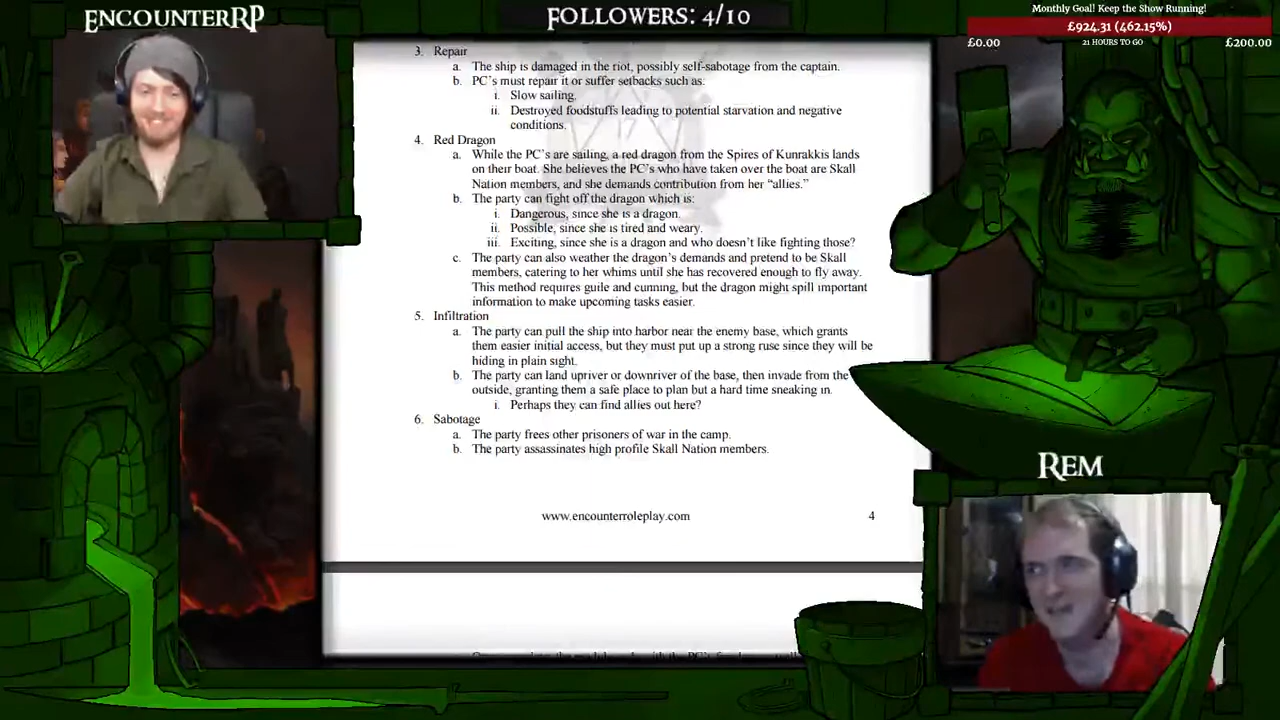 ENCOUNTERRP
FOLLOWERS: 4/10
Monthly Goal! Keep the Show Running!
£924.31 (462.15%)
£0.00
21 HOURS TO GO
£200.00
3. Repair
a. The ship is damaged in the riot, possibly self-sabotage from the captain.
b. PC's must repair it or suffer setbacks such as:
i. Slow sailing,
ii. Destroyed foodstuffs leading to potential starvation and negative
conditions.
4. Red Dragon
a. While the PC's are sailing, a red dragon from the Spires of Kunrakkis lands
on their boat. She believes the PC's who have taken over the boat are Skall
Nation members, and she demands contribution from her “allies.”
b. The party can fight off the dragon which is:
i. Dangerous, since she is a dragon.
ii. Possible, since she is tired and weary.
iii. Exciting, since she is a dragon and who doesn't like fighting those?
c. The party can also weather the dragon's demands and pretend to be Skall
members, catering to her whims until she has recovered enough to fly away.
This method requires guile and cunning, but the dragon might spill important
information to make upcoming tasks easier.
5. Infiltration
a. The party can pull the ship into harbor near the enemy base, which grants
them easier initial access, but they must put up a strong ruse since they will be
hiding in plain sight.
b. The party can land upriver or downriver of the base, then invade from the
outside, granting them a safe place to plan but a hard time sneaking in.
i. Perhaps they can find allies out here?
6. Sabotage
a. The party frees other prisoners of war in the camp.
b. The party assassinates high profile Skall Nation members.
www.encounterroleplay.com
4
REM